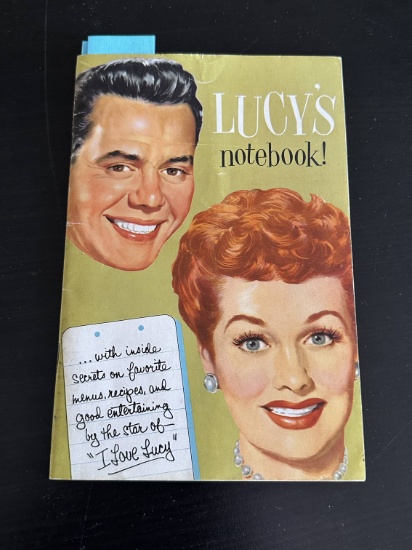 LUCY'S
notebook!
...with inside
secrets on favorite
menus, recipes, and
good entertaining
by the star of—
"I Love Lucy"